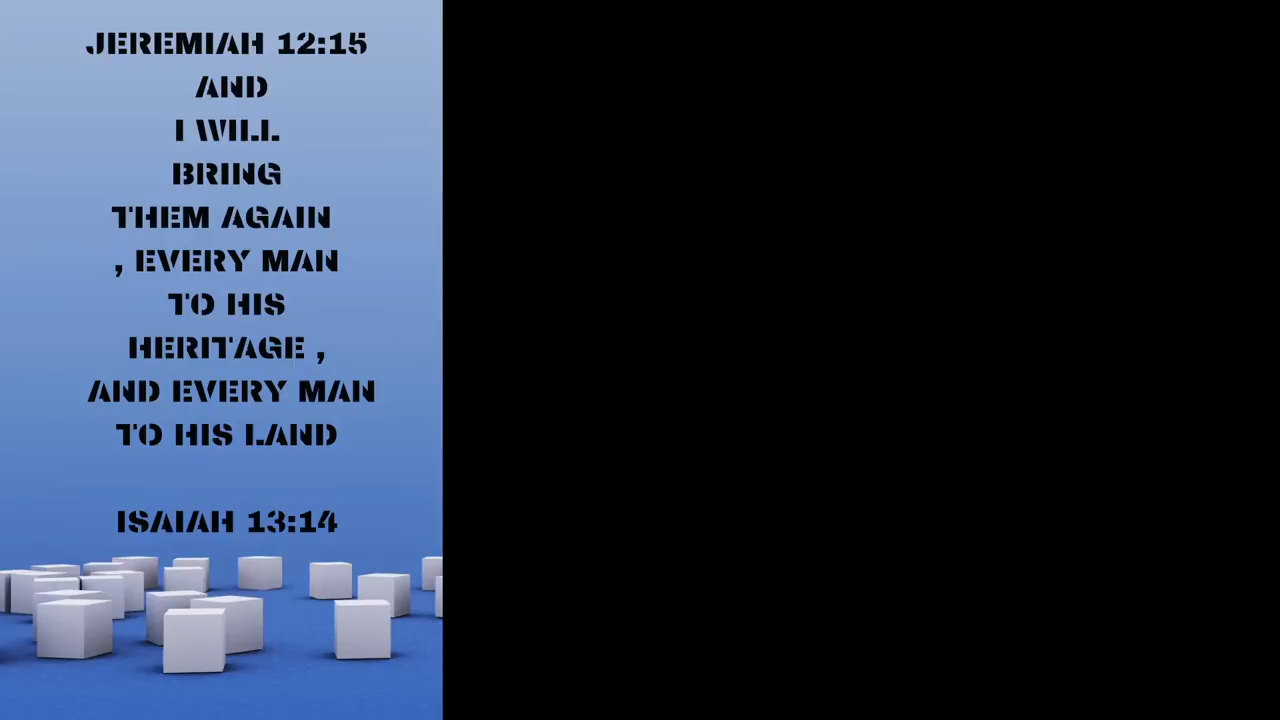 JEREMIAH 12:15
AND
I WILL
BRING
THEM AGAIN
, EVERY MAN
TO HIS
HERITAGE ,
AND EVERY MAN
TO HIS LAND
ISAIAH 13:14